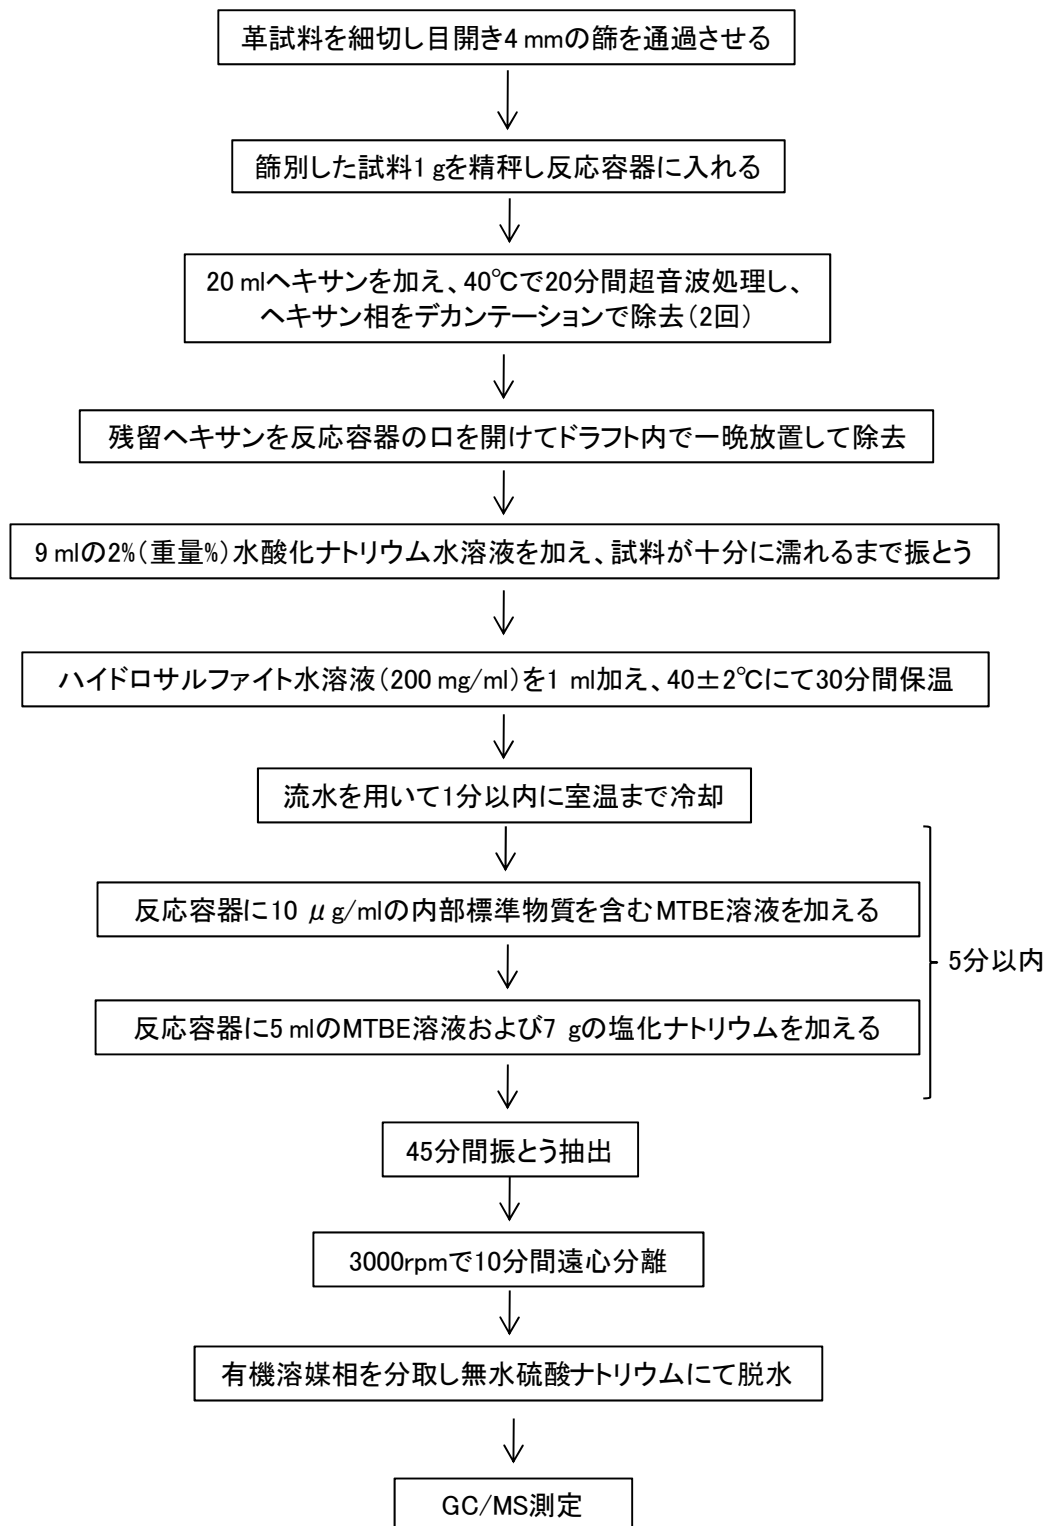 革試料を細切し目開き4 mmの篩を通過させる
篩別した試料1 gを精秤し反応容器に入れる
20 mlヘキサンを加え、40℃で20分間超音波処理し、
ヘキサン相をデカンテーションで除去（2回）
残留ヘキサンを反応容器の口を開けてドラフト内で一晩放置して除去
9 mlの2%（重量%）水酸化ナトリウム水溶液を加え、試料が十分に濡れるまで振とう
ハイドロサルファイト水溶液（200 mg/ml）を1 ml加え、40±2℃にて30分間保温
流水を用いて1分以内に室温まで冷却
反応容器に10 μg/mlの内部標準物質を含むMTBE溶液を加える
5分以内
反応容器に5 mlのMTBE溶液および7 gの塩化ナトリウムを加える
45分間振とう抽出
3000rpmで10分間遠心分離
有機溶媒相を分取し無水硫酸ナトリウムにて脱水
GC/MS測定